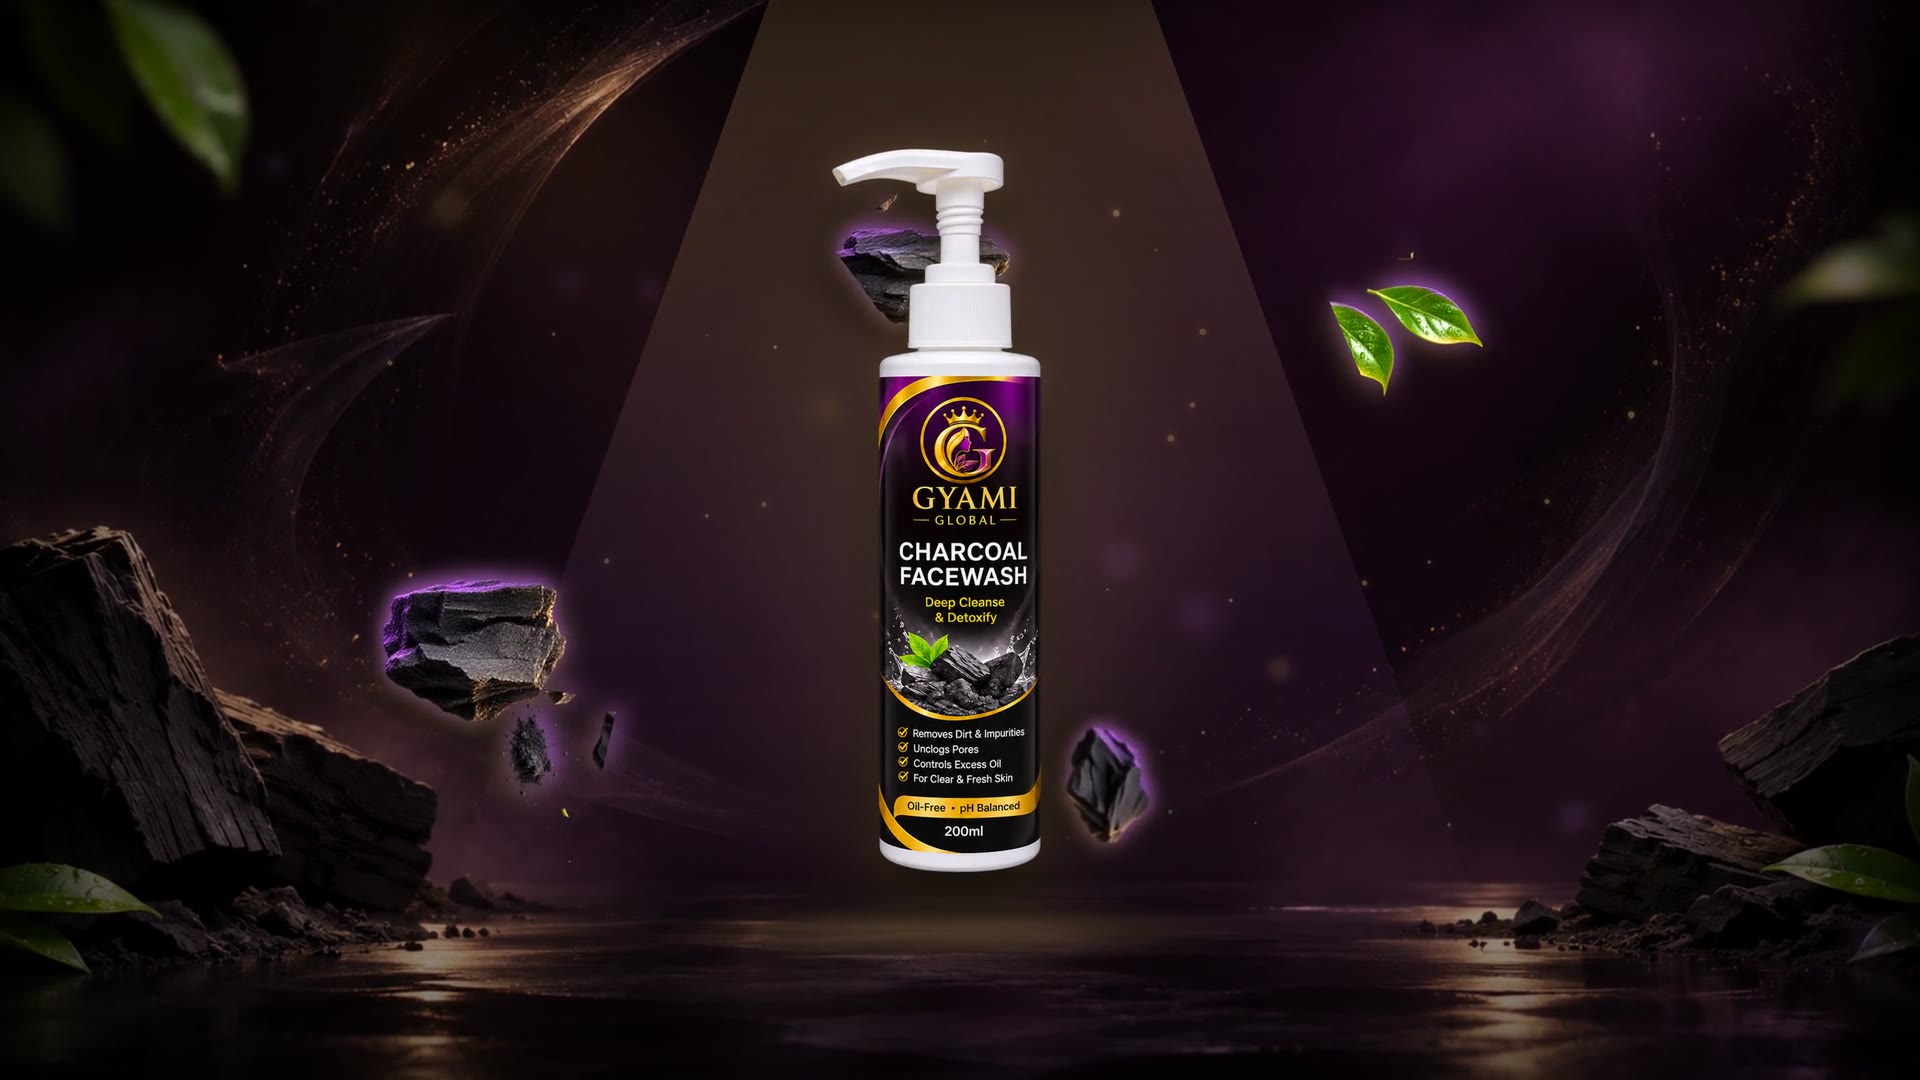 GYAMI
GLOBAL
CHARCOAL
FACEWASH
Deep Cleanse
& Detoxify
Removes Dirt & Impurities
Unclogs Pores
Controls Excess Oil
For Clear & Fresh Skin
Oil-Free • pH Balanced
200ml